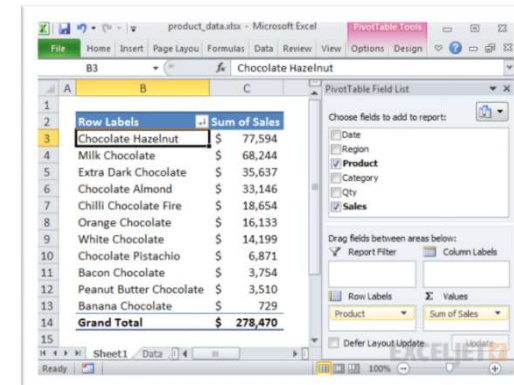 product_data.xlsx - Microsoft Excel PivotTable Tools
File Home Insert Page Layou Formulas Data Review View Options Design
B3 fx Chocolate Hazelnut
A B C
PivotTable Field List
1
2 Row Labels Sum of Sales
3 Chocolate Hazelnut $ 77,594
4 Milk Chocolate $ 68,244
5 Extra Dark Chocolate $ 35,637
6 Chocolate Almond $ 33,146
7 Chilli Chocolate Fire $ 18,654
8 Orange Chocolate $ 16,133
9 White Chocolate $ 14,199
10 Chocolate Pistachio $ 6,871
11 Bacon Chocolate $ 3,754
12 Peanut Butter Chocolate $ 3,510
13 Banana Chocolate $ 729
14 Grand Total $ 278,470
15
Choose fields to add to report:
Date
Region
Product
Category
Qty
Sales
Drag fields between areas below:
Report Filter Column Labels
Row Labels Σ Values
Product Sum of Sales
Defer Layout Update Update
Sheet1 Data
EXCELJET
Ready 100%